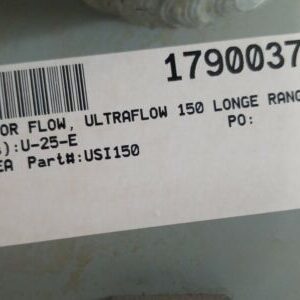 1790037
OR FLOW, ULTRAFLOW 150 LONGE RANG
):U-25-E PO:
EA Part#:USI150